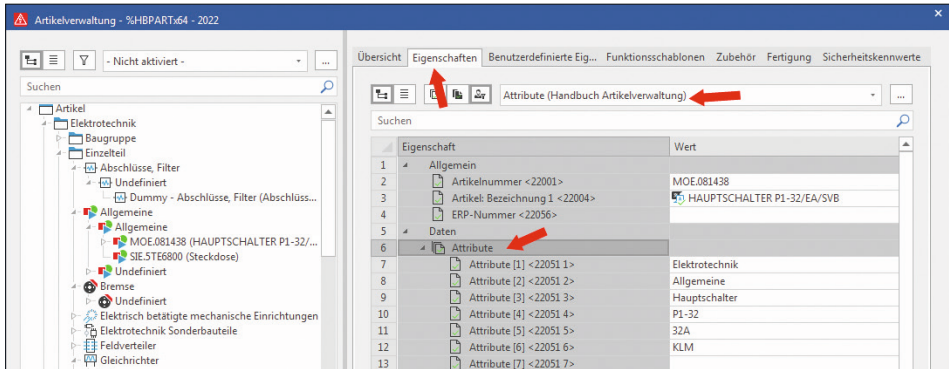 Artikelverwaltung - %HBPARTx64 - 2022
- Nicht aktiviert -
...
Suchen
Artikel
Elektrotechnik
Baugruppe
Einzelteil
Abschlüsse, Filter
Undefiniert
Dummy - Abschlüsse, Filter (Abschlüss...
Allgemeine
Allgemeine
MOE.081438 (HAUPTSCHALTER P1-32/...
SIE.5TE6800 (Steckdose)
Undefiniert
Bremse
Undefiniert
Elektrisch betätigte mechanische Einrichtungen
Elektrotechnik Sonderbauteile
Feldverteiler
Gleichrichter
Übersicht Eigenschaften Benutzerdefinierte Eig... Funktionsschablonen Zubehör Fertigung Sicherheitskennwerte
Attribute (Handbuch Artikelverwaltung)
...
Suchen
Eigenschaft Wert
1 Allgemein
2 Artikelnummer <22001> MOE.081438
3 Artikel: Bezeichnung 1 <22004> HAUPTSCHALTER P1-32/EA/SVB
4 ERP-Nummer <22056>
5 Daten
6 Attribute
7 Attribute [1] <22051 1> Elektrotechnik
8 Attribute [2] <22051 2> Allgemeine
9 Attribute [3] <22051 3> Hauptschalter
10 Attribute [4] <22051 4> P1-32
11 Attribute [5] <22051 5> 32A
12 Attribute [6] <22051 6> KLM
13 Attribute [7] <22051 7>